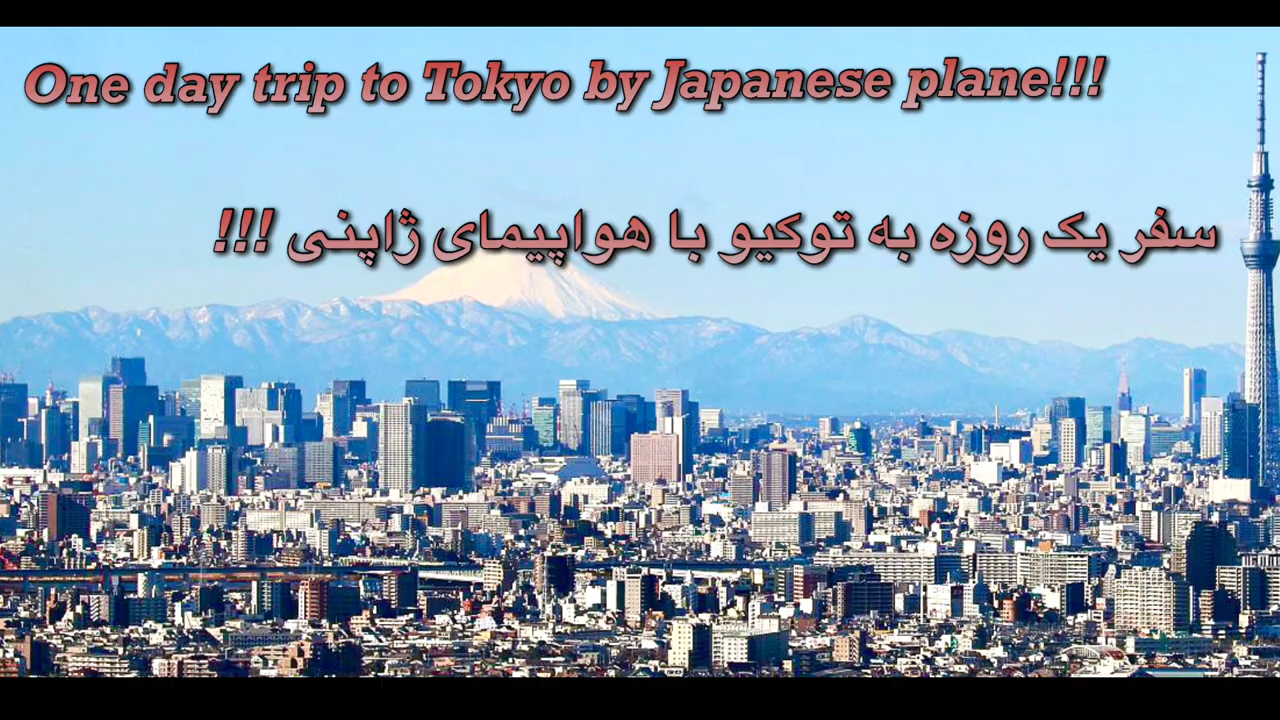 One day trip to Tokyo by Japanese plane!!!
سفر یک روزه به توکیو با هواپیمای ژاپنی !!!